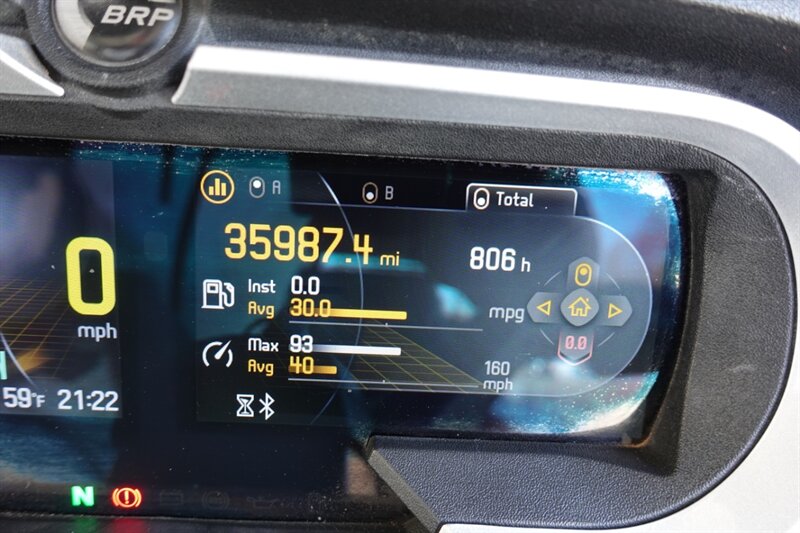 BRP
A B Total
35987.4 mi 806 h
Inst 0.0
Avg 30.0 mpg
Max 93
Avg 40 160
mph
0.0
0
mph
59°F 21:22
N